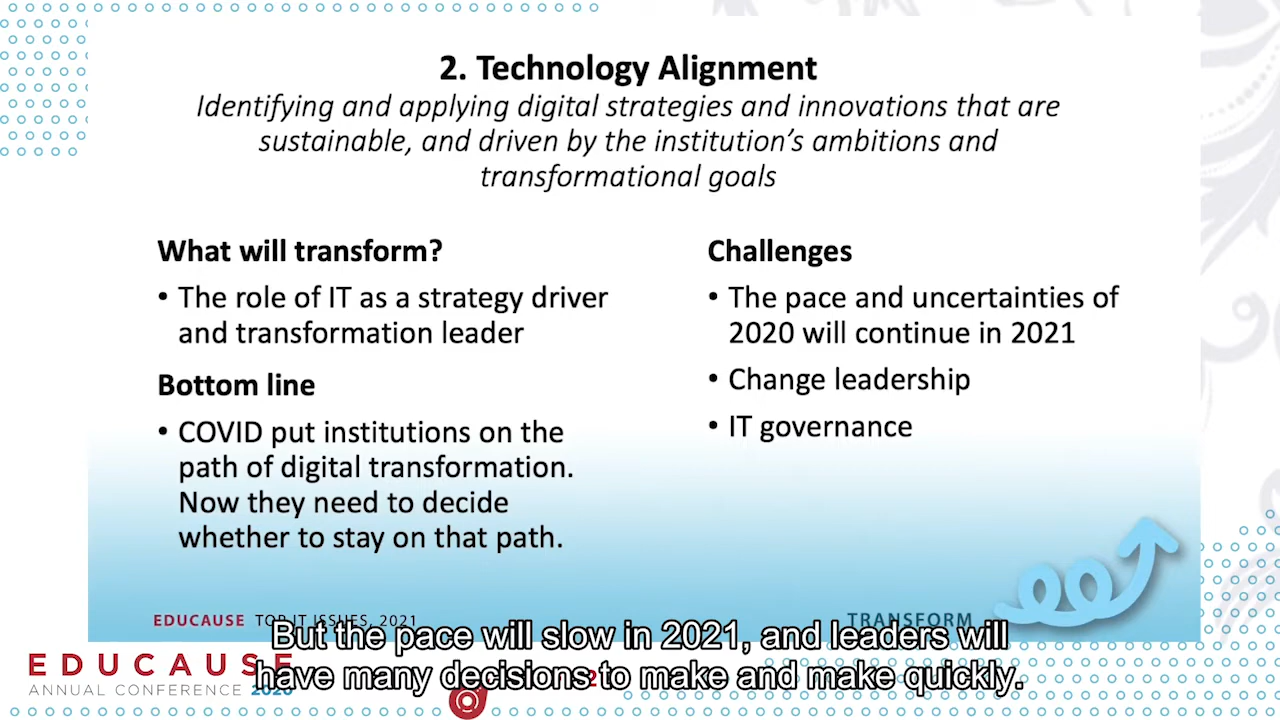 2. Technology Alignment
Identifying and applying digital strategies and innovations that are
sustainable, and driven by the institution’s ambitions and
transformational goals
What will transform?
• The role of IT as a strategy driver
and transformation leader
Bottom line
• COVID put institutions on the
path of digital transformation.
Now they need to decide
whether to stay on that path.
Challenges
• The pace and uncertainties of
2020 will continue in 2021
• Change leadership
• IT governance
EDUCAUSE TOP IT ISSUES, 2021
TRANSFORM
But the pace will slow in 2021, and leaders will
have many decisions to make and make quickly.
EDUCAUSE
ANNUAL CONFERENCE 2020